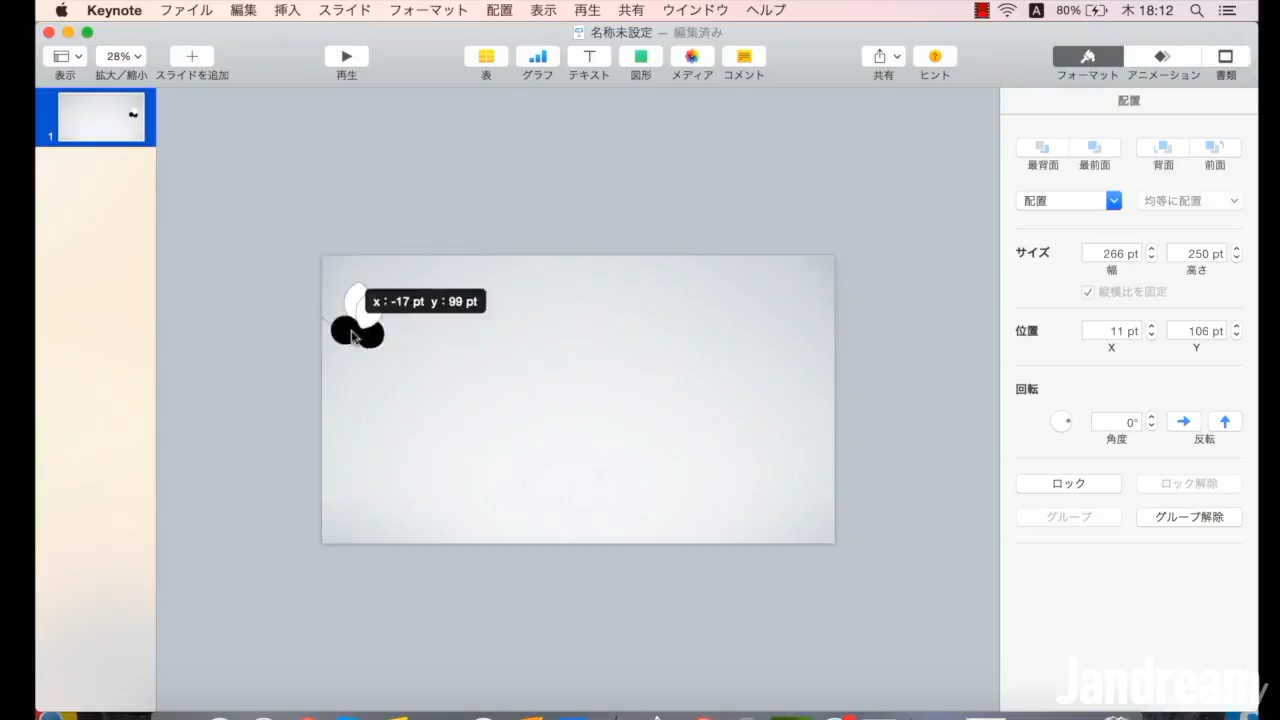 Keynote ファイル 編集 挿入 スライド フォーマット 配置 表示 再生 共有 ウインドウ ヘルプ A 80% 木 18:12
名称未設定 — 編集済み
28%
表示 拡大／縮小 スライドを追加 再生 表 グラフ テキスト 図形 メディア コメント 共有 ヒント フォーマット アニメーション 書類
1
x：-17 pt y：99 pt
配置
最背面 最前面 背面 前面
配置 均等に配置
サイズ 266 pt 250 pt
幅 高さ
縦横比を固定
位置 11 pt 106 pt
X Y
回転
0°
角度 反転
ロック ロック解除
グループ グループ解除
Jandream